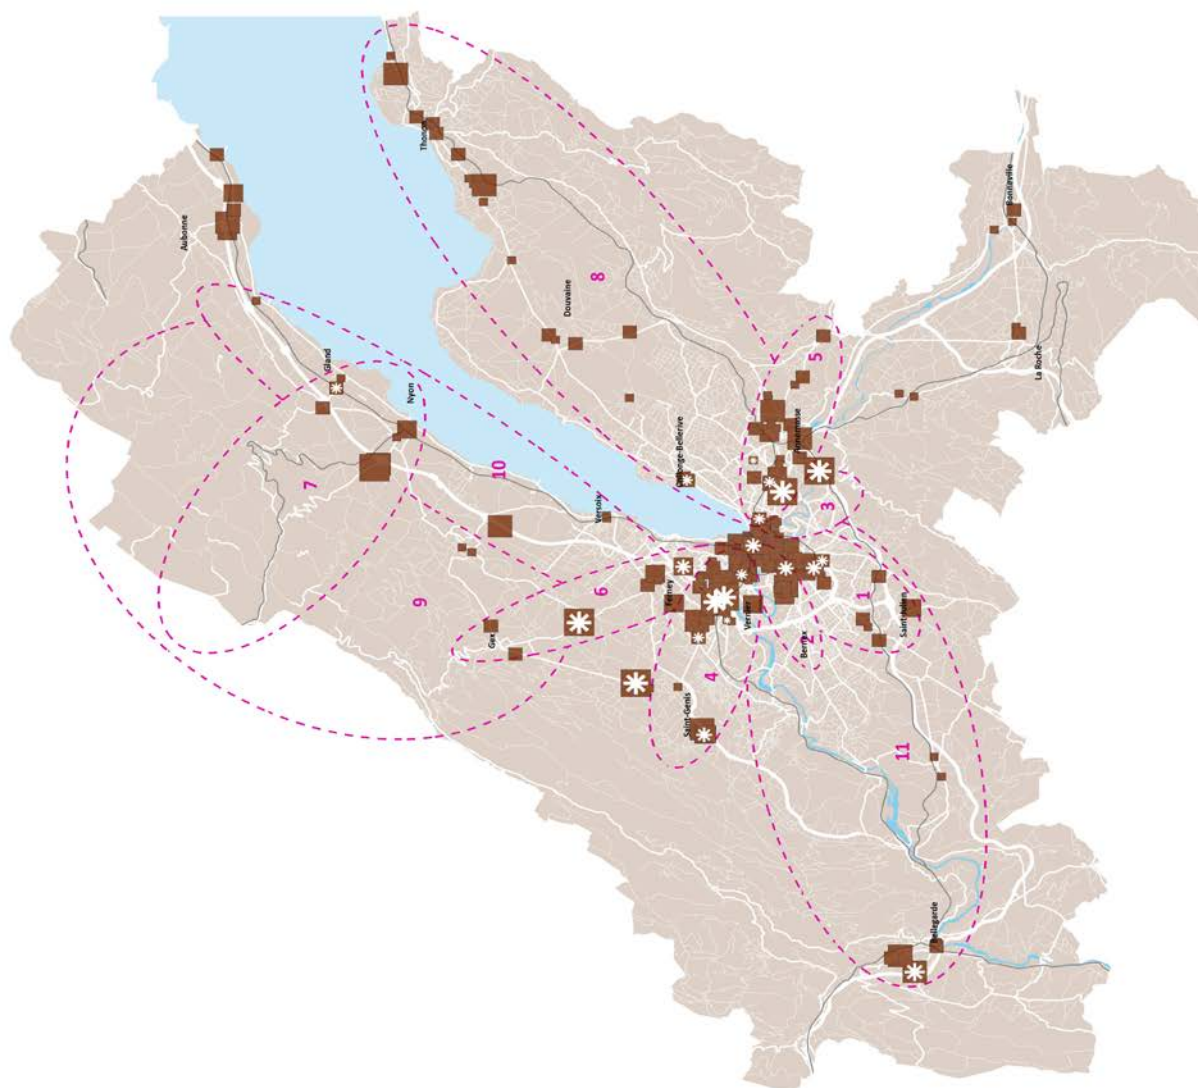 Thonon
Aubonne
Bonneville
8
Douvaine
Gland
5
La Roche
Nyon
Annemasse
Collonge-Bellerive
7
10
3
Versoix
6
9
Ferney
1
Vernier
Saint-Julien
Gex
2
Bernex
4
Saint-Genis
11
Bellegarde